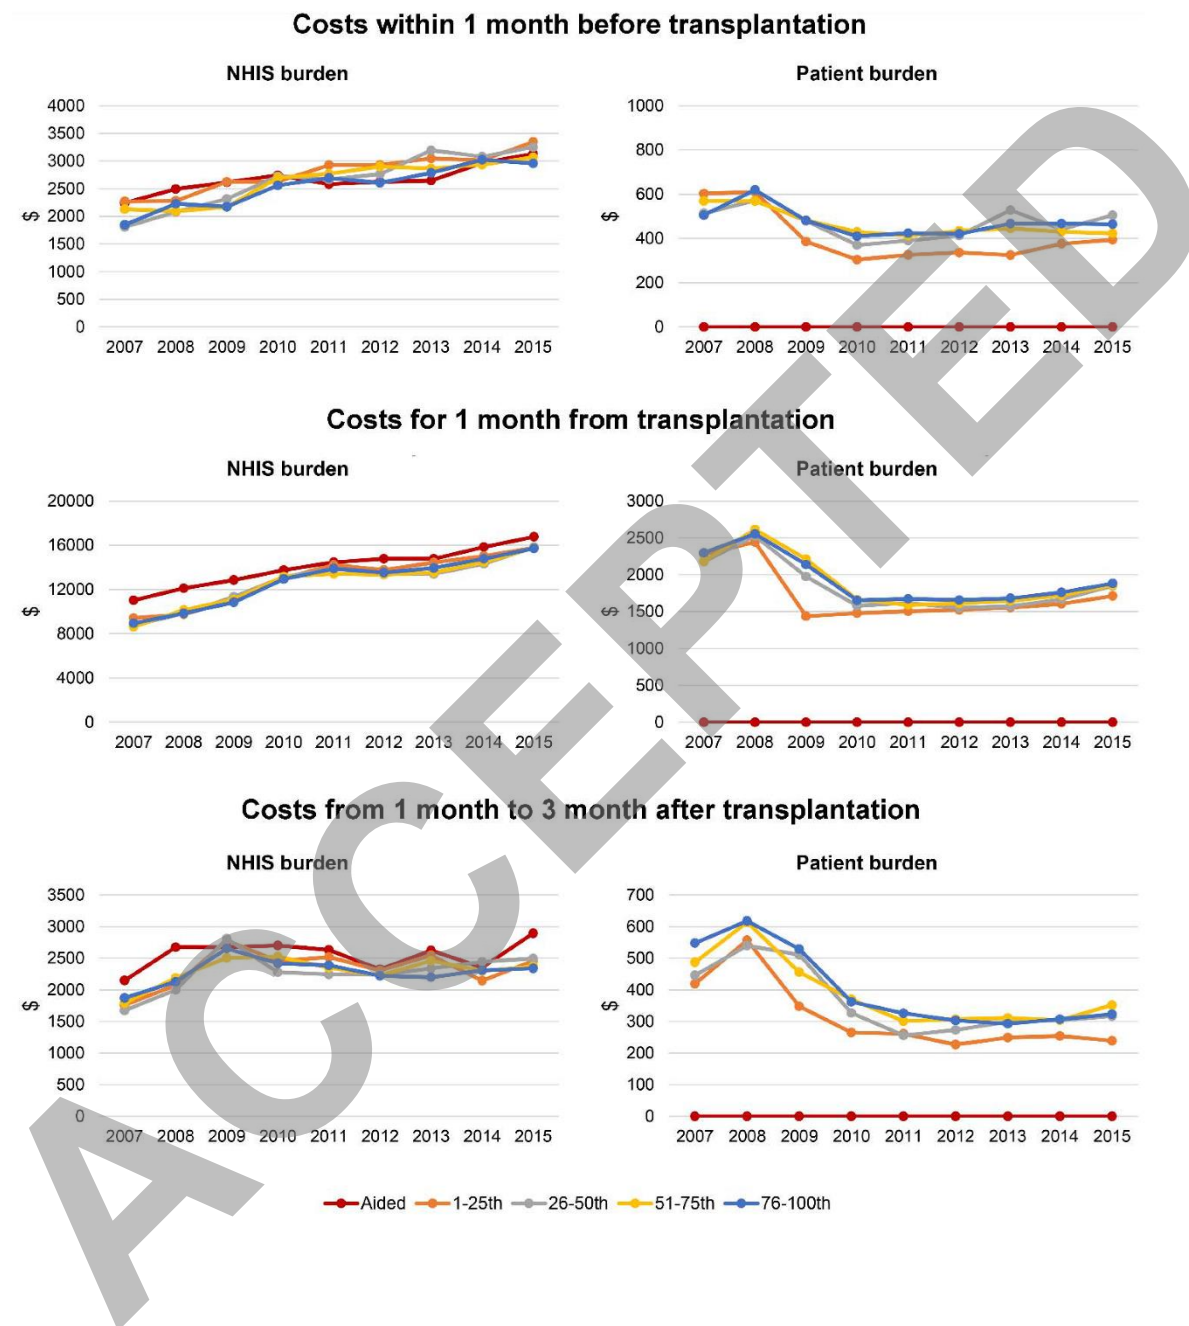 Costs within 1 month before transplantation
NHIS burden
Patient burden
4000
3500
3000
2500
2000
1500
1000
500
0
$
2007 2008 2009 2010 2011 2012 2013 2014 2015
1000
800
600
400
200
0
$
2007 2008 2009 2010 2011 2012 2013 2014 2015
Costs for 1 month from transplantation
NHIS burden
Patient burden
20000
16000
12000
8000
4000
0
$
2007 2008 2009 2010 2011 2012 2013 2014 2015
3000
2500
2000
1500
1000
500
0
$
2007 2008 2009 2010 2011 2012 2013 2014 2015
Costs from 1 month to 3 month after transplantation
NHIS burden
Patient burden
3500
3000
2500
2000
1500
1000
500
0
$
2007 2008 2009 2010 2011 2012 2013 2014 2015
700
600
500
400
300
200
100
0
$
2007 2008 2009 2010 2011 2012 2013 2014 2015
Aided 1-25th 26-50th 51-75th 76-100th
ACCEPTED